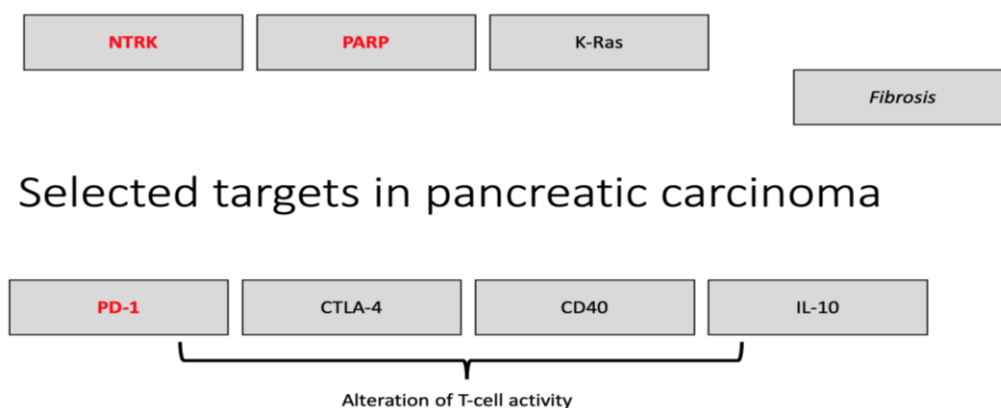 NTRK
PARP
K-Ras
Fibrosis
Selected targets in pancreatic carcinoma
PD-1
CTLA-4
CD40
IL-10
Alteration of T-cell activity